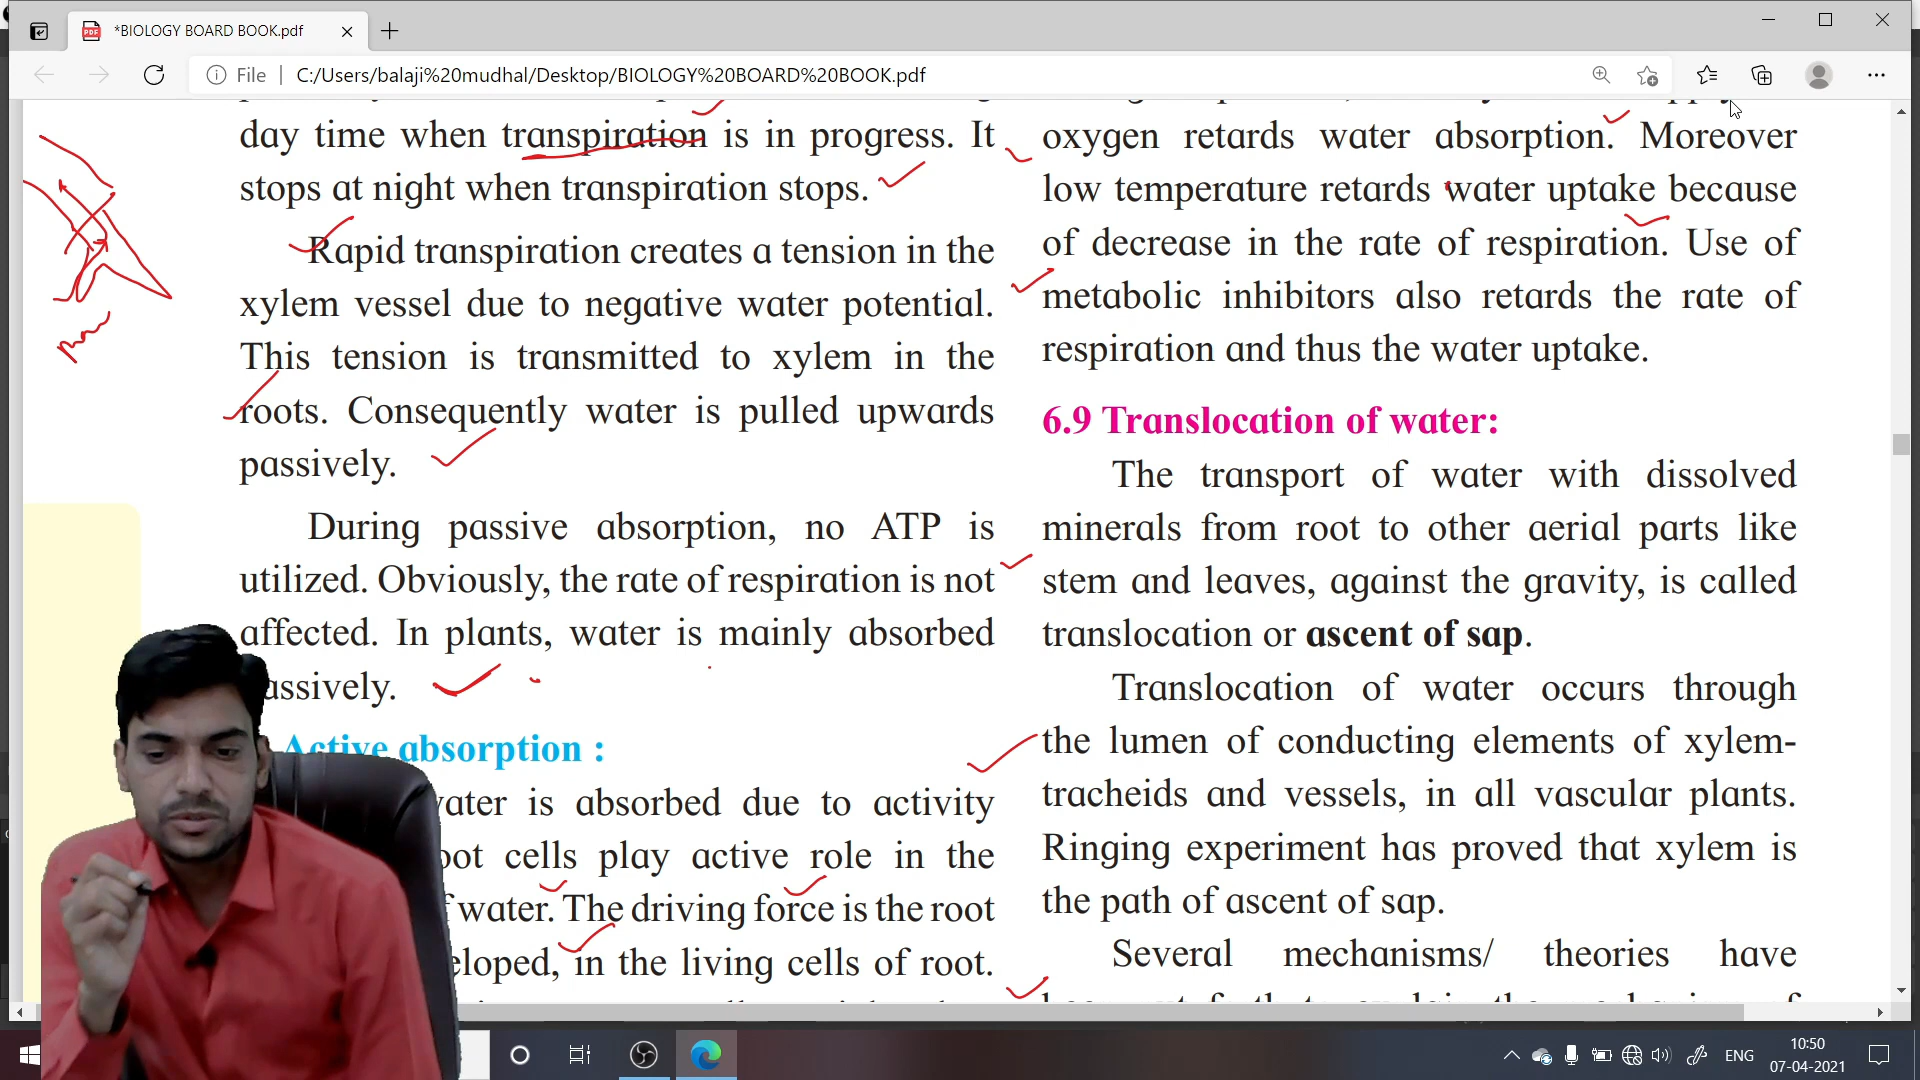 *BIOLOGY BOARD BOOK.pdf
File
C:/Users/balaji%20mudhal/Desktop/BIOLOGY%20BOARD%20BOOK.pdf
day time when transpiration is in progress. It
stops at night when transpiration stops.
Rapid transpiration creates a tension in the
xylem vessel due to negative water potential.
This tension is transmitted to xylem in the
roots. Consequently water is pulled upwards
passively.
During passive absorption, no ATP is
utilized. Obviously, the rate of respiration is not
affected. In plants, water is mainly absorbed
assively.
Active absorption :
water is absorbed due to activity
oot cells play active role in the
f water. The driving force is the root
eloped, in the living cells of root.
oxygen retards water absorption. Moreover
low temperature retards water uptake because
of decrease in the rate of respiration. Use of
metabolic inhibitors also retards the rate of
respiration and thus the water uptake.
6.9 Translocation of water:
The transport of water with dissolved
minerals from root to other aerial parts like
stem and leaves, against the gravity, is called
translocation or ascent of sap.
Translocation of water occurs through
the lumen of conducting elements of xylem-
tracheids and vessels, in all vascular plants.
Ringing experiment has proved that xylem is
the path of ascent of sap.
Several mechanisms/ theories have
ENG
10:50
07-04-2021